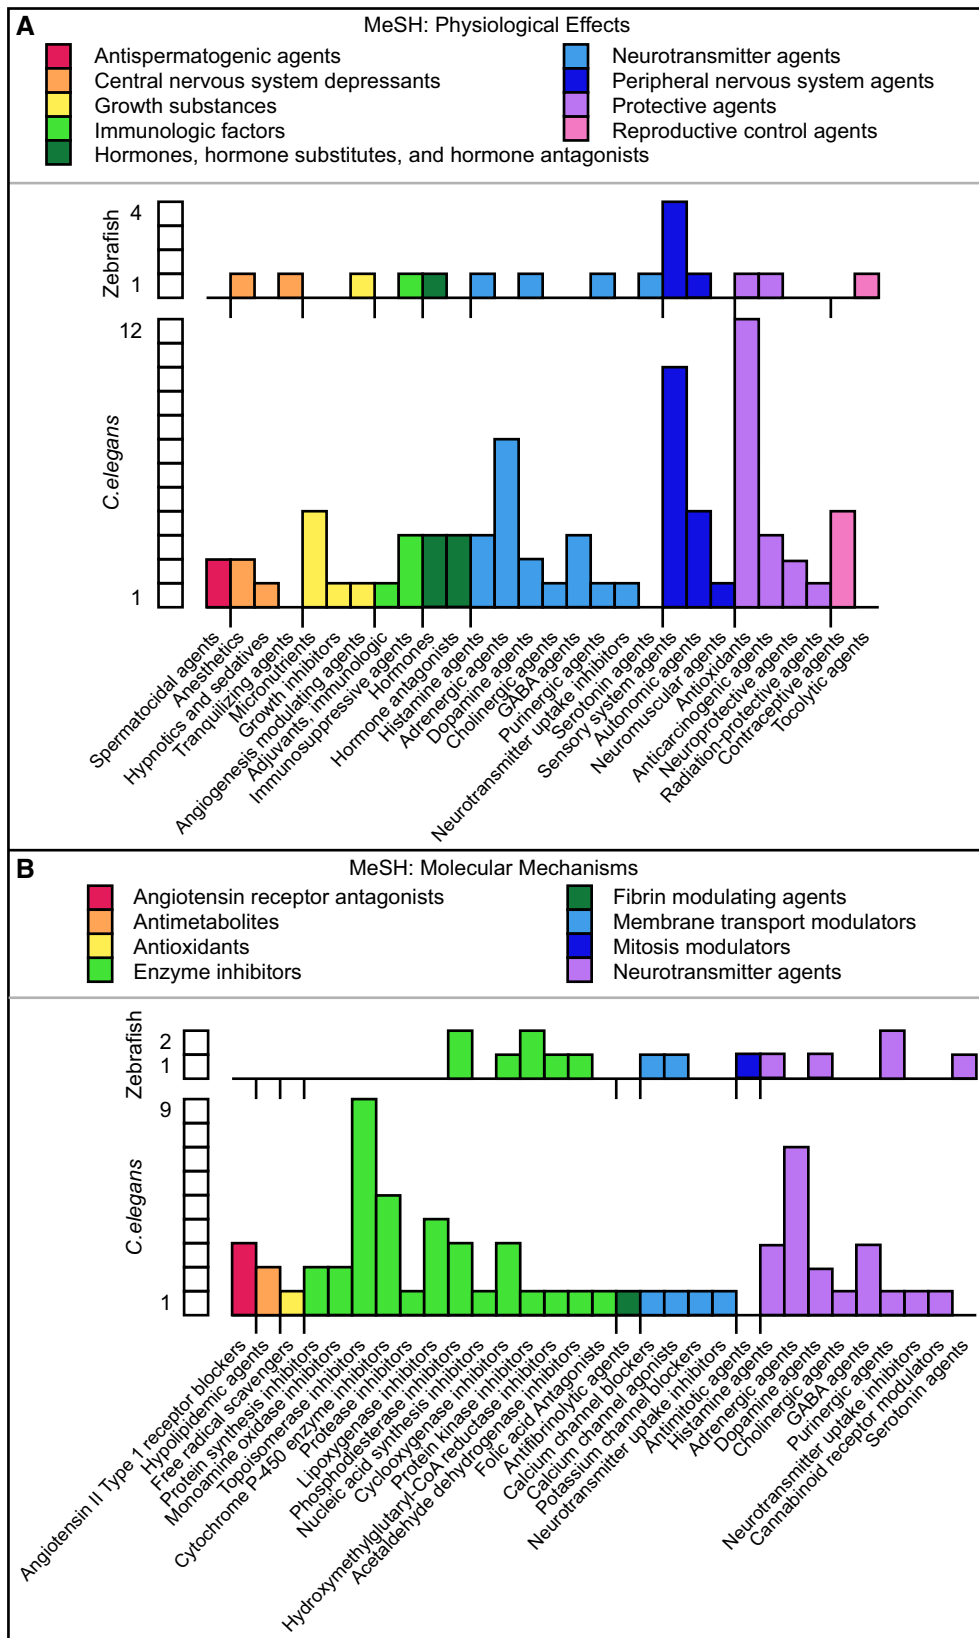 A
MeSH: Physiological Effects
Antispermatogenic agents
Central nervous system depressants
Growth substances
Immunologic factors
Hormones, hormone substitutes, and hormone antagonists
Neurotransmitter agents
Peripheral nervous system agents
Protective agents
Reproductive control agents
Zebrafish
4
1
C.elegans
12
1
Spermatocidal agents
Anesthetics
Hypnotics and sedatives
Tranquilizing agents
Micronutrients
Growth inhibitors
Angiogenesis modulating agents
Adjuvants, immunologic
Immunosuppressive agents
Hormones
Hormone antagonists
Histamine agents
Adrenergic agents
Dopamine agents
Cholinergic agents
GABA agents
Purinergic agents
Neurotransmitter uptake inhibitors
Serotonin agents
Sensory system agents
Autonomic agents
Neuromuscular agents
Antioxidants
Anticarcinogenic agents
Neuroprotective agents
Radiation-protective agents
Contraceptive agents
Tocolytic agents
B
MeSH: Molecular Mechanisms
Angiotensin receptor antagonists
Antimetabolites
Antioxidants
Enzyme inhibitors
Fibrin modulating agents
Membrane transport modulators
Mitosis modulators
Neurotransmitter agents
Zebrafish
2
1
C.elegans
9
1
Angiotensin II Type 1 receptor blockers
Hypolipidemic agents
Free radical scavengers
Protein synthesis inhibitors
Monoamine oxidase inhibitors
Topoisomerase inhibitors
Cytochrome P-450 enzyme inhibitors
Protease inhibitors
Lipoxygenase inhibitors
Phosphodiesterase inhibitors
Nucleic acid synthesis inhibitors
Cyclooxygenase inhibitors
Protein kinase inhibitors
Hydroxymethylglutaryl-CoA reductase inhibitors
Acetaldehyde dehydrogenase inhibitors
Folic acid Antagonists
Antifibrinolytic agents
Calcium channel blockers
Calcium channel agonists
Potassium channel blockers
Neurotransmitter uptake inhibitors
Antimitotic agents
Histamine agents
Adrenergic agents
Dopamine agents
Cholinergic agents
GABA agents
Purinergic agents
Neurotransmitter uptake inhibitors
Cannabinoid receptor modulators
Serotonin agents